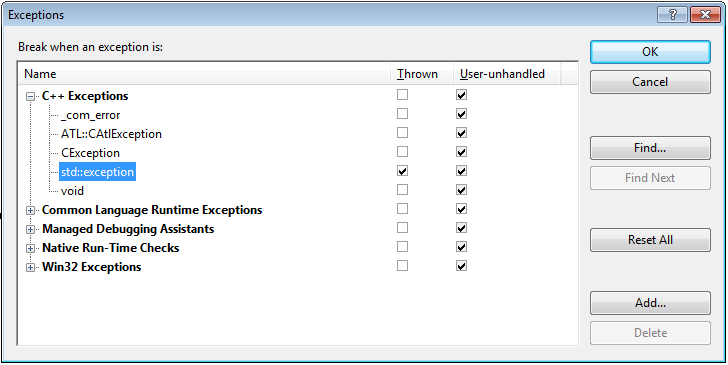 Exceptions
Break when an exception is:
Name Thrown User-unhandled
C++ Exceptions
_com_error
ATL::CAtlException
CException
std::exception
void
Common Language Runtime Exceptions
Managed Debugging Assistants
Native Run-Time Checks
Win32 Exceptions
OK
Cancel
Find...
Find Next
Reset All
Add...
Delete